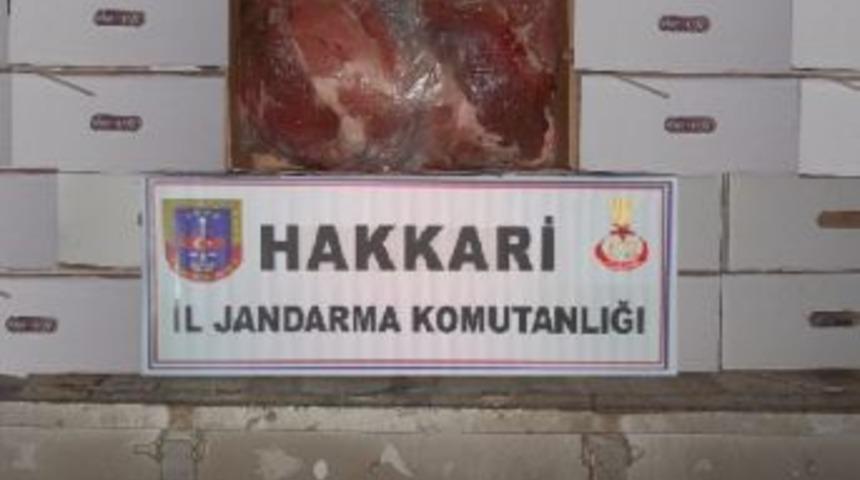 HAKKARİ
İL JANDARMA KOMUTANLIĞI